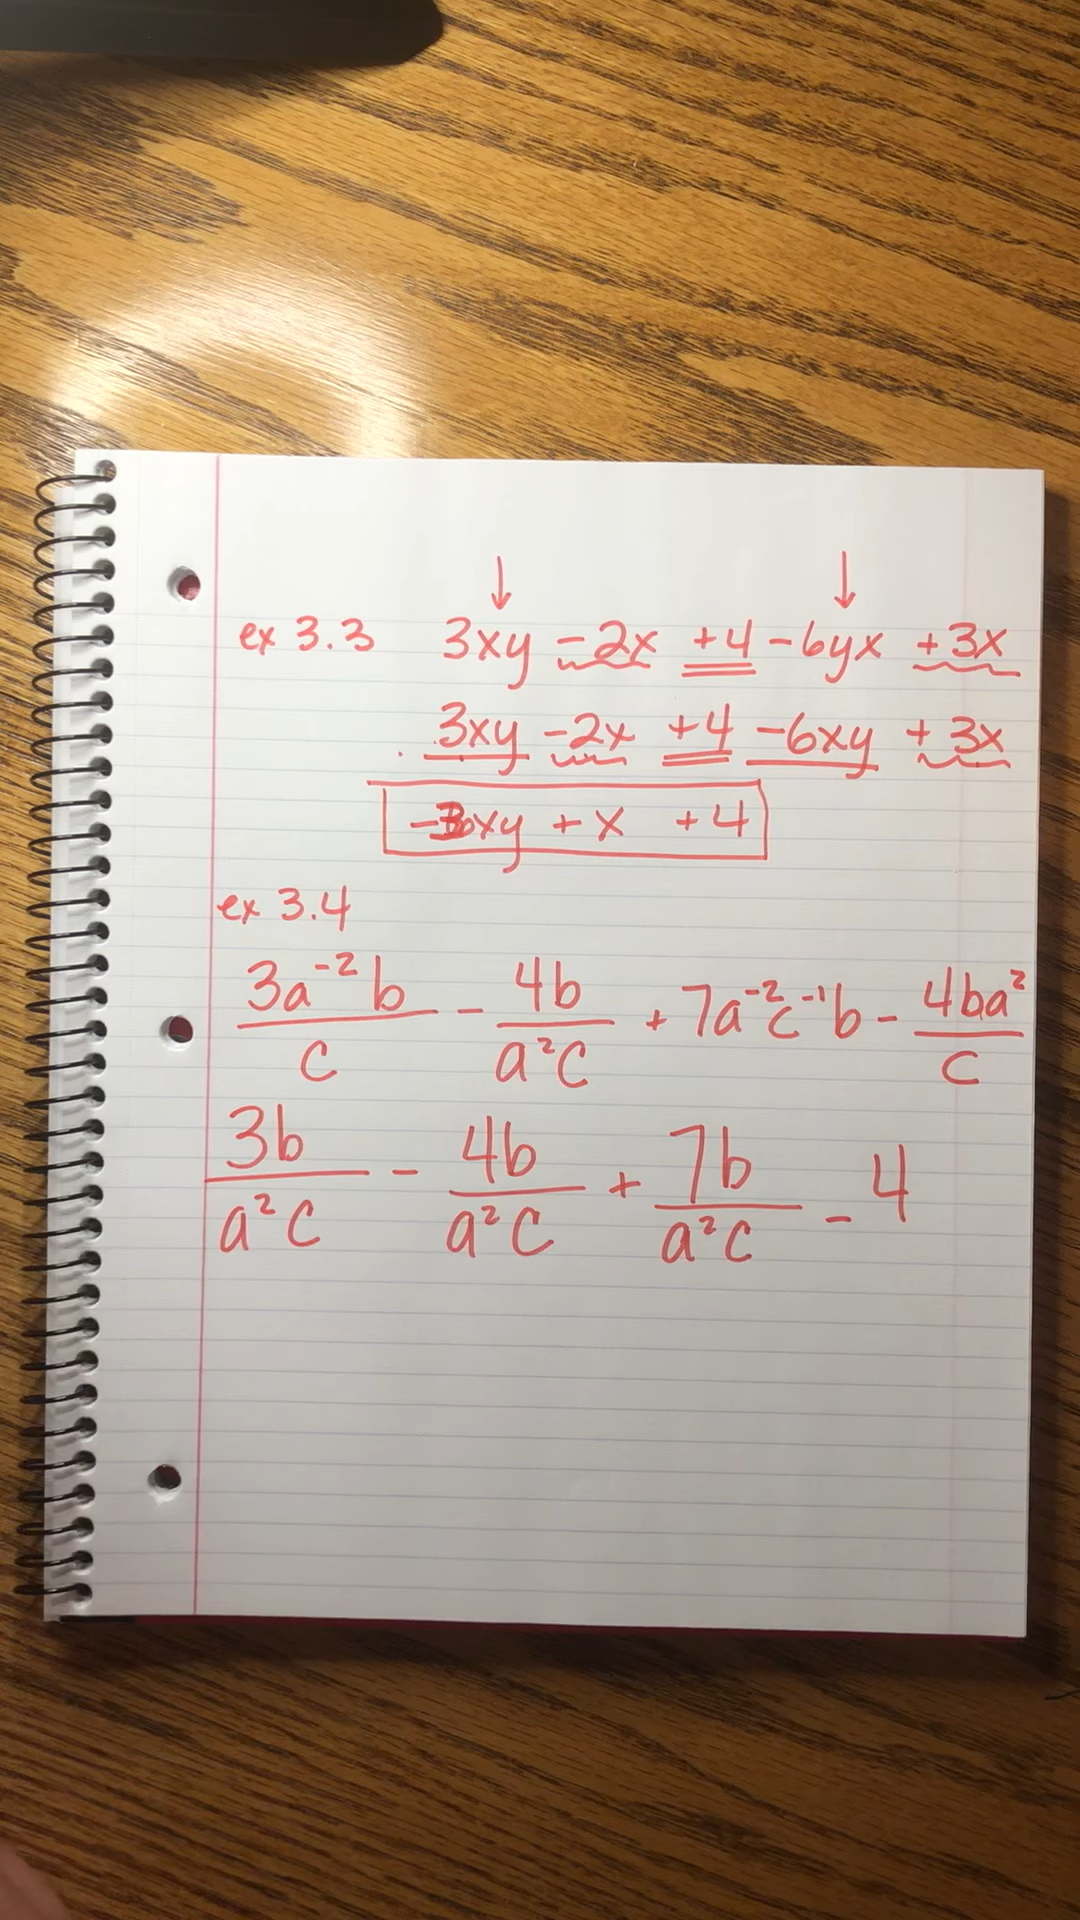 ex 3.3 3xy -2x +4 -6yx +3x
3xy -2x +4 -6xy +3x
-3xy + x +4
ex 3.4
3a⁻²b/c - 4b/a²c + 7a⁻²c⁻¹b - 4ba²/c
3b/a²c - 4b/a²c + 7b/a²c - 4